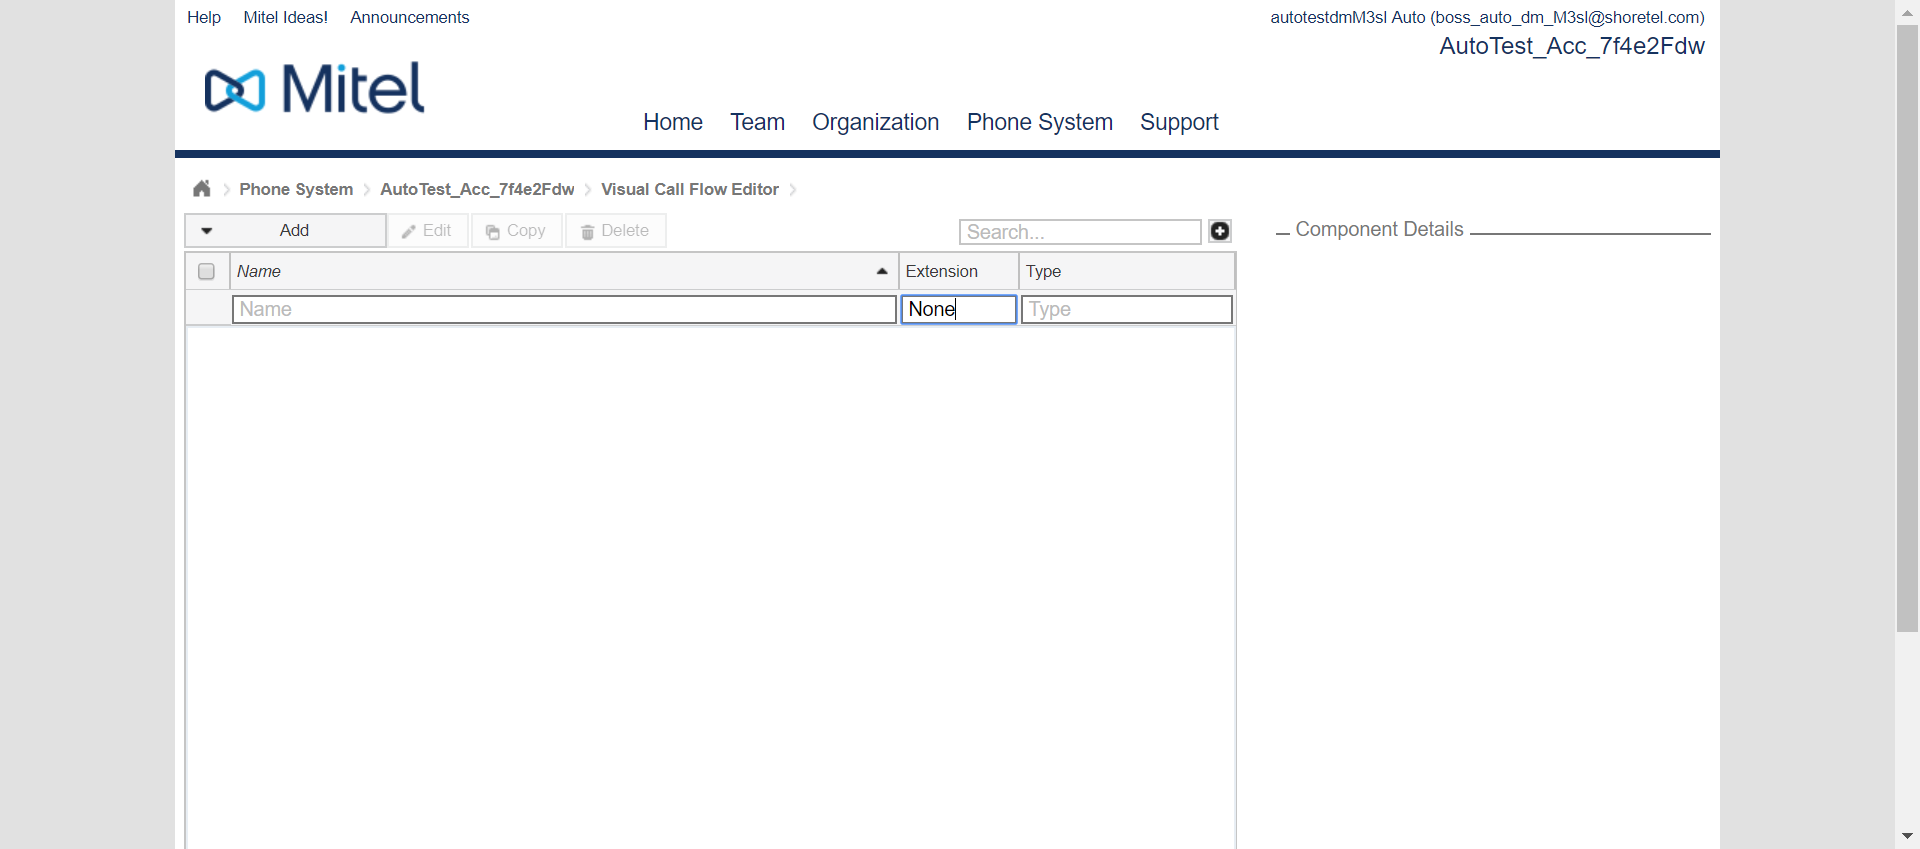 Help Mitel Ideas! Announcements
autotestdmM3sl Auto (boss_auto_dm_M3sl@shoretel.com)
AutoTest_Acc_7f4e2Fdw
Mitel
Home Team Organization Phone System Support
Phone System AutoTest_Acc_7f4e2Fdw Visual Call Flow Editor
Add Edit Copy Delete Search... Component Details
Name Extension Type
Name None Type